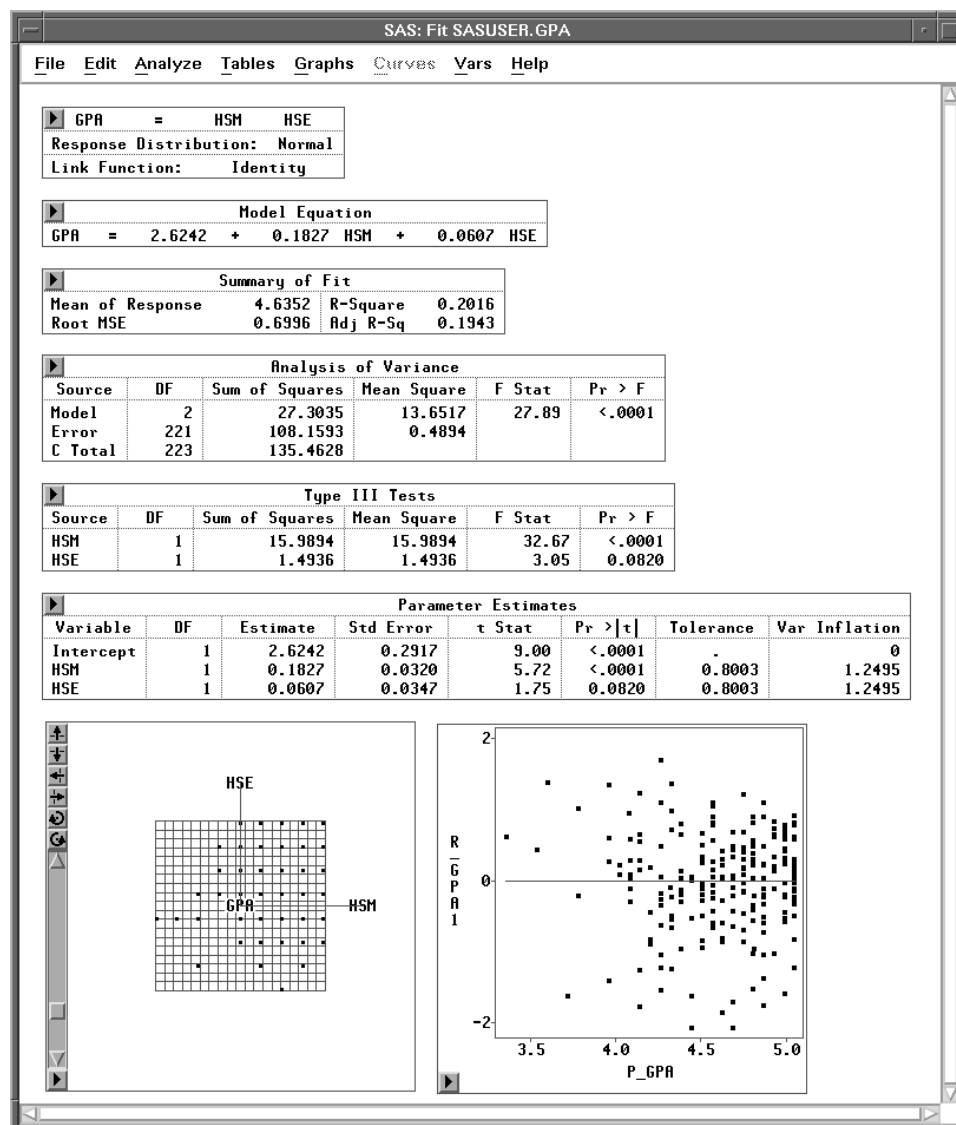 SAS: Fit SASUSER.GPA
File Edit Analyze Tables Graphs Curves Vars Help
GPA = HSM HSE
Response Distribution: Normal
Link Function: Identity
Model Equation
GPA = 2.6242 + 0.1827 HSM + 0.0607 HSE
Summary of Fit
Mean of Response 4.6352 R-Square 0.2016
Root MSE 0.6996 Adj R-Sq 0.1943
Analysis of Variance
Source DF Sum of Squares Mean Square F Stat Pr > F
Model 2 27.3035 13.6517 27.89 <.0001
Error 221 108.1593 0.4894
C Total 223 135.4628
Type III Tests
Source DF Sum of Squares Mean Square F Stat Pr > F
HSM 1 15.9894 15.9894 32.67 <.0001
HSE 1 1.4936 1.4936 3.05 0.0820
Parameter Estimates
Variable DF Estimate Std Error t Stat Pr >|t| Tolerance Var Inflation
Intercept 1 2.6242 0.2917 9.00 <.0001 . 0
HSM 1 0.1827 0.0320 5.72 <.0001 0.8003 1.2495
HSE 1 0.0607 0.0347 1.75 0.0820 0.8003 1.2495
HSE
GPA
HSM
2
R_GPA1
0
-2
3.5 4.0 4.5 5.0
P_GPA